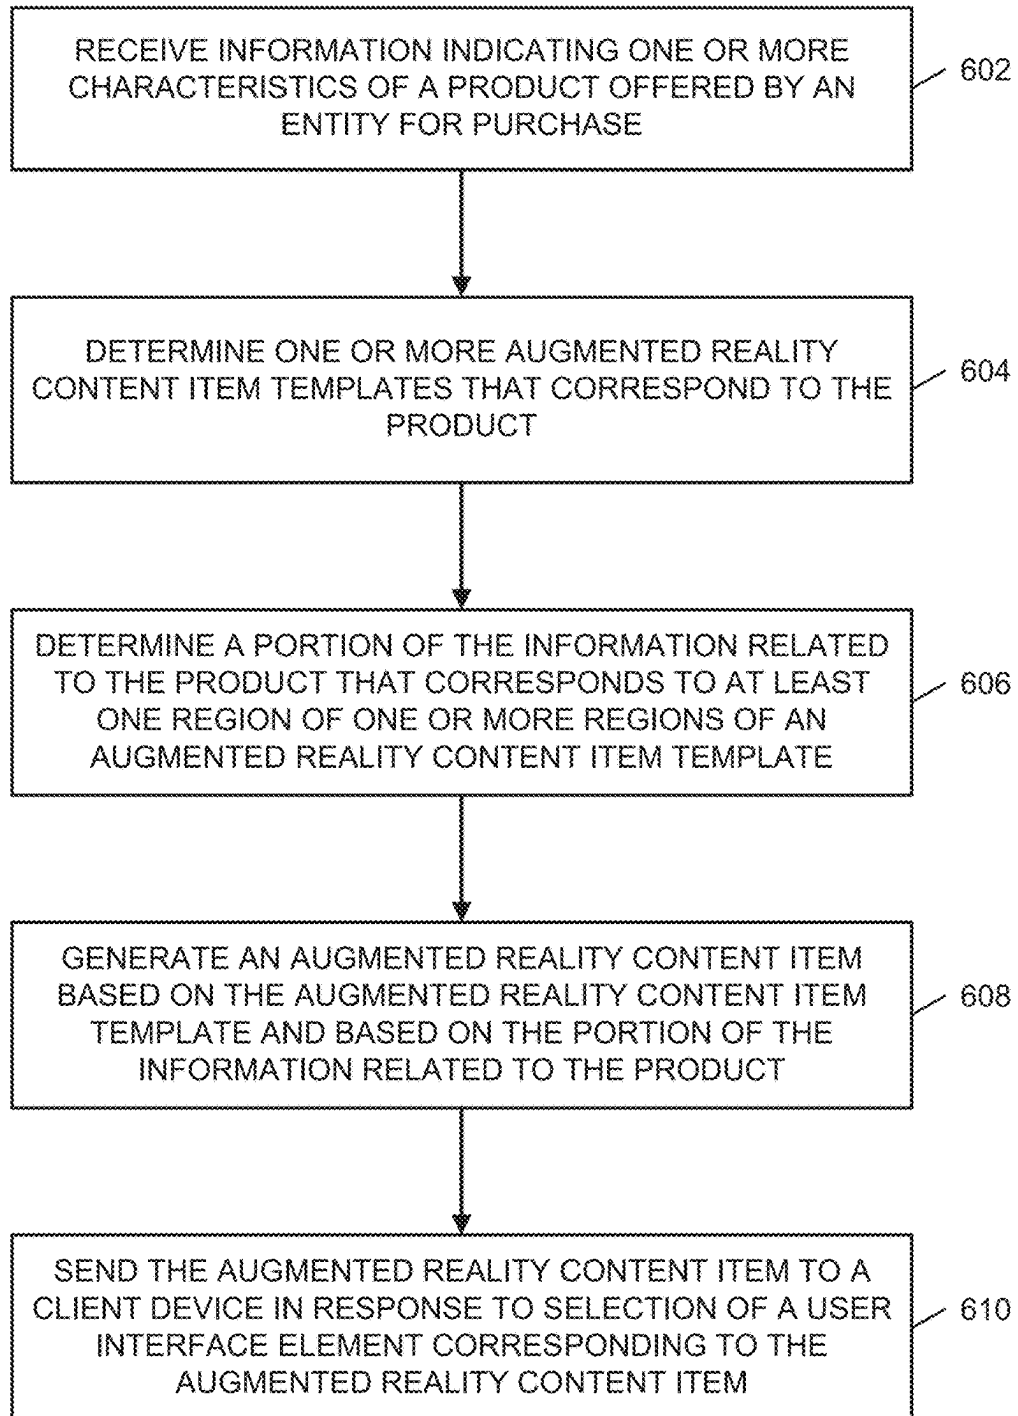 RECEIVE INFORMATION INDICATING ONE OR MORE
CHARACTERISTICS OF A PRODUCT OFFERED BY AN
ENTITY FOR PURCHASE
602
DETERMINE ONE OR MORE AUGMENTED REALITY
CONTENT ITEM TEMPLATES THAT CORRESPOND TO THE
PRODUCT
604
DETERMINE A PORTION OF THE INFORMATION RELATED
TO THE PRODUCT THAT CORRESPONDS TO AT LEAST
ONE REGION OF ONE OR MORE REGIONS OF AN
AUGMENTED REALITY CONTENT ITEM TEMPLATE
606
GENERATE AN AUGMENTED REALITY CONTENT ITEM
BASED ON THE AUGMENTED REALITY CONTENT ITEM
TEMPLATE AND BASED ON THE PORTION OF THE
INFORMATION RELATED TO THE PRODUCT
608
SEND THE AUGMENTED REALITY CONTENT ITEM TO A
CLIENT DEVICE IN RESPONSE TO SELECTION OF A USER
INTERFACE ELEMENT CORRESPONDING TO THE
AUGMENTED REALITY CONTENT ITEM
610